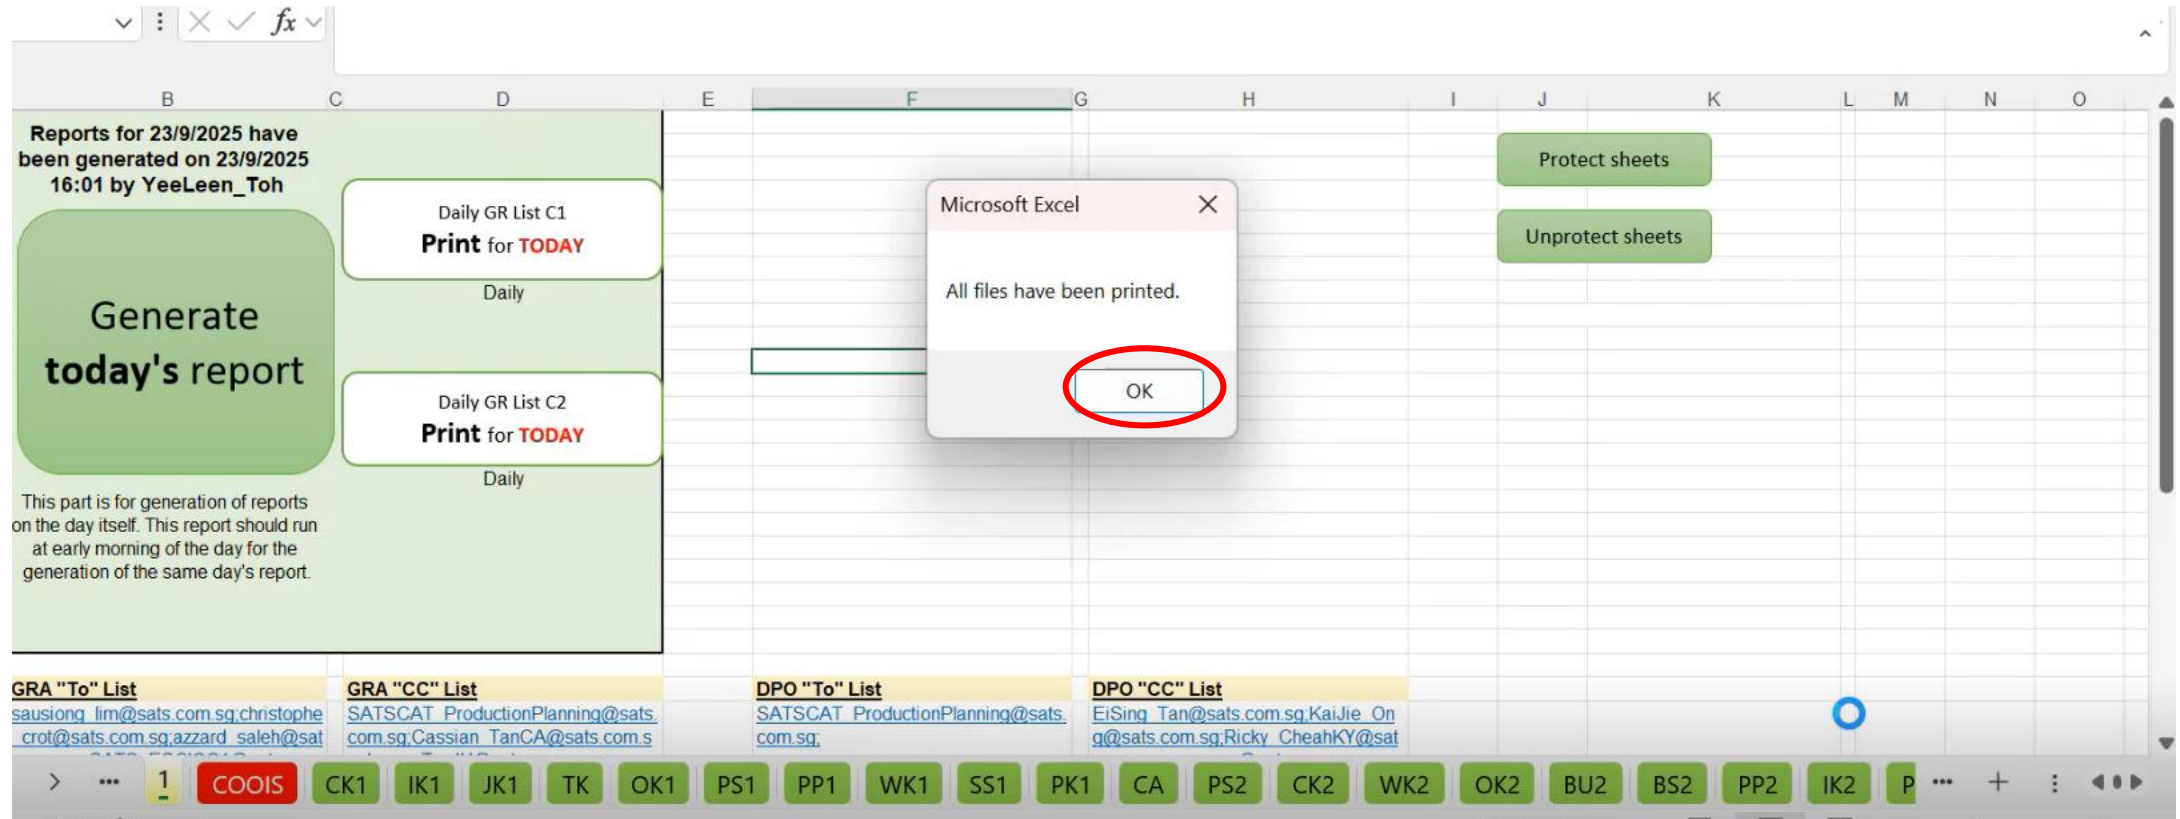 fx
B C D E F G H I J K L M N O
Reports for 23/9/2025 have
been generated on 23/9/2025
16:01 by YeeLeen_Toh
Generate
today's report
This part is for generation of reports
on the day itself. This report should run
at early morning of the day for the
generation of the same day's report.
Daily GR List C1
Print for TODAY
Daily
Daily GR List C2
Print for TODAY
Daily
Microsoft Excel
All files have been printed.
OK
Protect sheets
Unprotect sheets
GRA "To" List
sausiong_lim@sats.com.sg;christophe
_crot@sats.com.sg;azzard_saleh@sat
GRA "CC" List
SATSCAT_ProductionPlanning@sats.
com.sg;Cassian_TanCA@sats.com.s
DPO "To" List
SATSCAT_ProductionPlanning@sats.
com.sg;
DPO "CC" List
EiSing_Tan@sats.com.sg;KaiJie_On
g@sats.com.sg;Ricky_CheahKY@sat
1 COOIS CK1 IK1 JK1 TK OK1 PS1 PP1 WK1 SS1 PK1 CA PS2 CK2 WK2 OK2 BU2 BS2 PP2 IK2 P